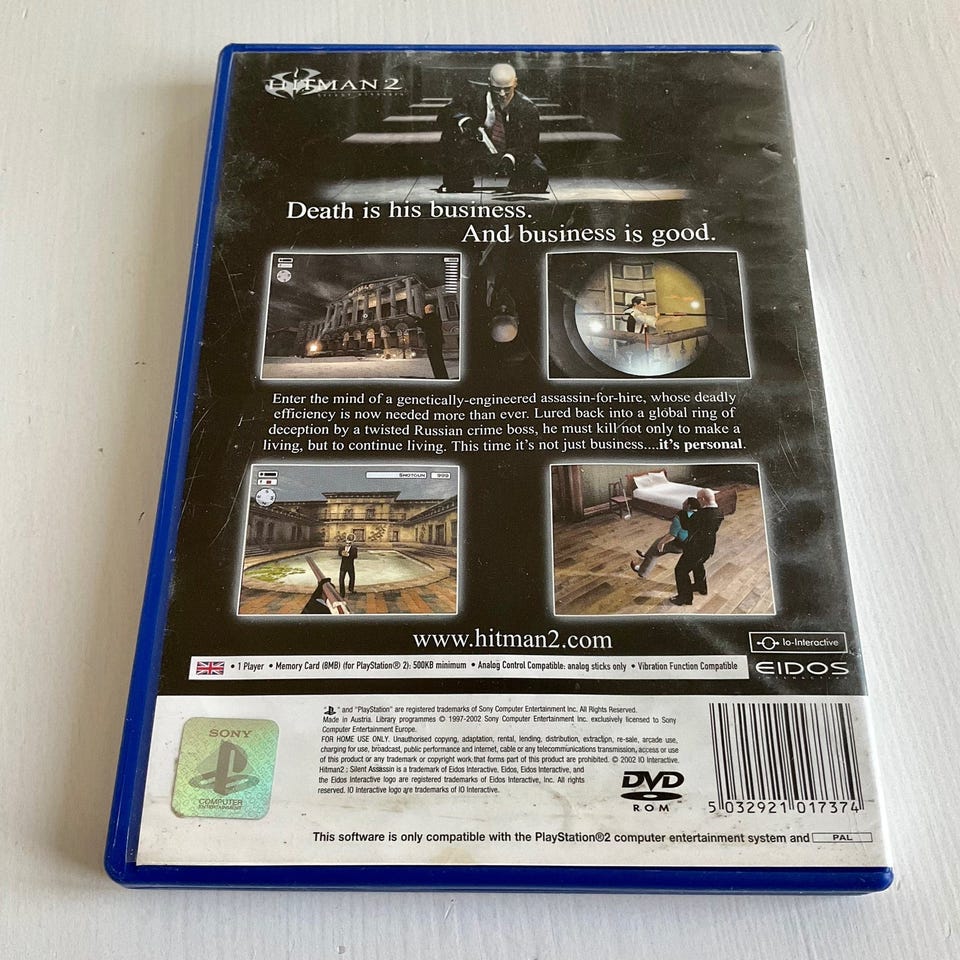 HITMAN 2
SILENT ASSASSIN
Death is his business.
And business is good.
Enter the mind of a genetically-engineered assassin-for-hire, whose deadly
efficiency is now needed more than ever. Lured back into a global ring of
deception by a twisted Russian crime boss, he must kill not only to make a
living, but to continue living. This time it's not just business....it's personal.
SHOTGUN
www.hitman2.com
Io-Interactive
• 1 Player • Memory Card (8MB) (for PlayStation® 2): 500KB minimum • Analog Control Compatible: analog sticks only • Vibration Function Compatible
EIDOS
INTERACTIVE
SONY
COMPUTER
ENTERTAINMENT
" and "PlayStation" are registered trademarks of Sony Computer Entertainment Inc. All Rights Reserved.
Made in Austria. Library programmes © 1997-2002 Sony Computer Entertainment Inc. exclusively licensed to Sony
Computer Entertainment Europe.
FOR HOME USE ONLY. Unauthorised copying, adaptation, rental, lending, distribution, extraction, re-sale, arcade use,
charging for use, broadcast, public performance and internet, cable or any telecommunications transmission, access or use
of this product or any trademark or copyright work that forms part of this product are prohibited. © 2002 IO Interactive.
Hitman2 : Silent Assassin is a trademark of Eidos Interactive. Eidos, Eidos Interactive, and
the Eidos Interactive logo are registered trademarks of Eidos Interactive, Inc. All rights
reserved. IO Interactive logo are trademarks of IO Interactive.
DVD
ROM
5 032921 017374
This software is only compatible with the PlayStation®2 computer entertainment system and PAL